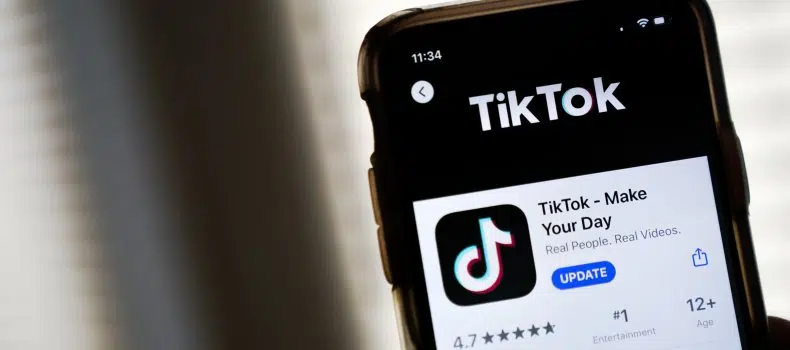 11:34
TikTok
TikTok - Make
Your Day
Real People. Real Videos.
UPDATE
4.7 #1 12+
Entertainment Age